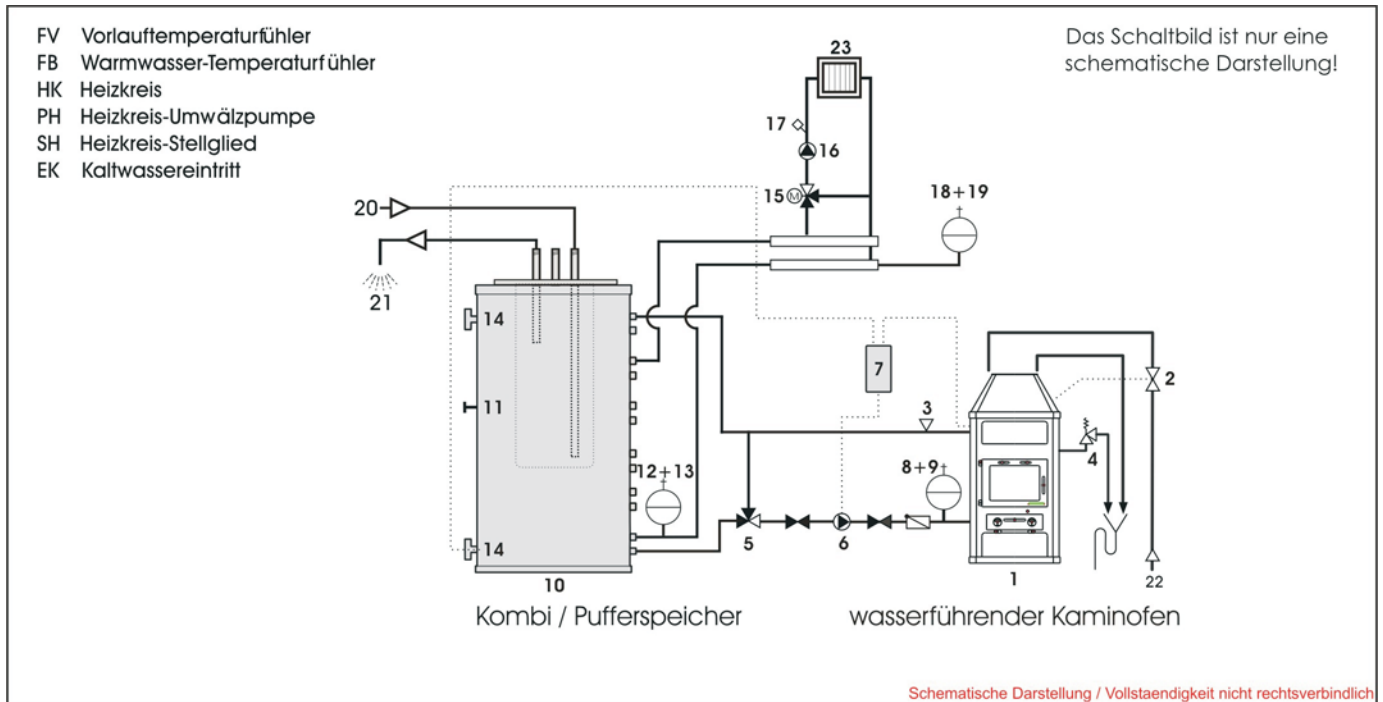 FV Vorlauftemperaturfühler
FB Warmwasser-Temperaturfühler
HK Heizkreis
PH Heizkreis-Umwälzpumpe
SH Heizkreis-Stellglied
EK Kaltwassereintritt
Das Schaltbild ist nur eine
schematische Darstellung!
23
17
16
15 M
18+19
20
21
14
7
2
11
3
4
12+13
8+9
14
5
6
10
1
22
Kombi / Pufferspeicher
wasserführender Kaminofen
Schematische Darstellung / Vollstaendigkeit nicht rechtsverbindlich